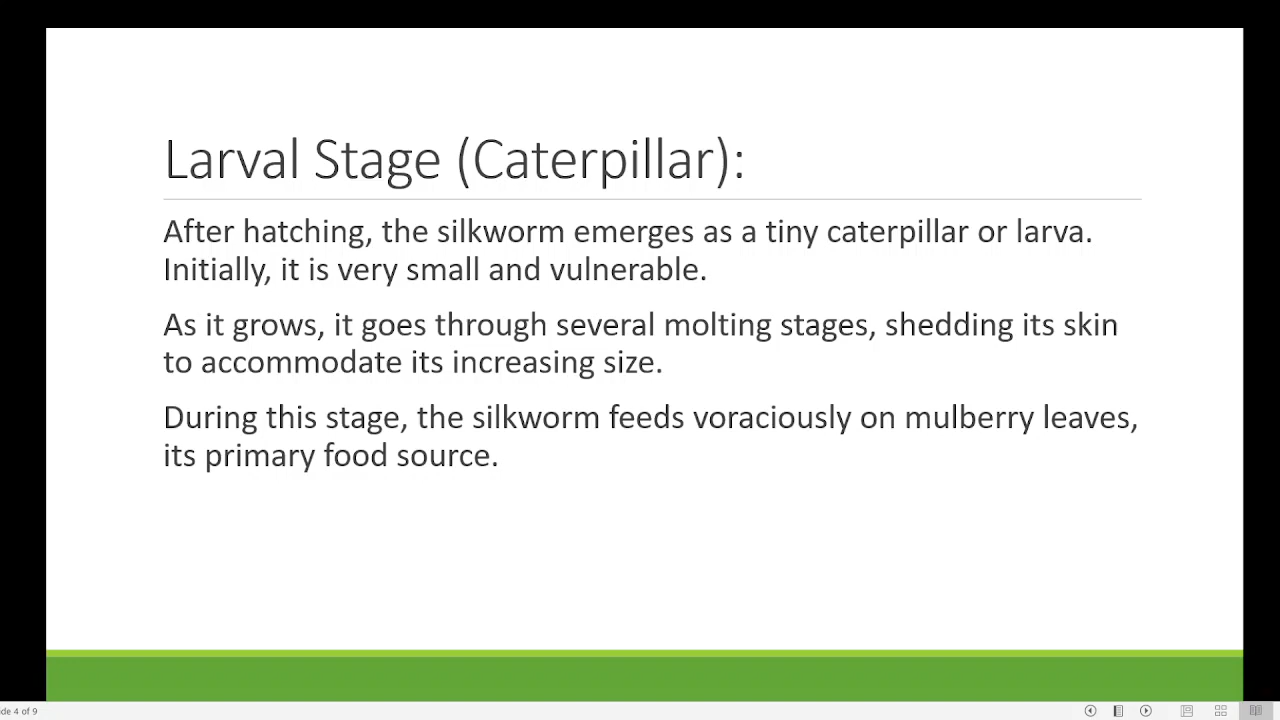 Larval Stage (Caterpillar):
After hatching, the silkworm emerges as a tiny caterpillar or larva.
Initially, it is very small and vulnerable.
As it grows, it goes through several molting stages, shedding its skin
to accommodate its increasing size.
During this stage, the silkworm feeds voraciously on mulberry leaves,
its primary food source.
de 4 of 9